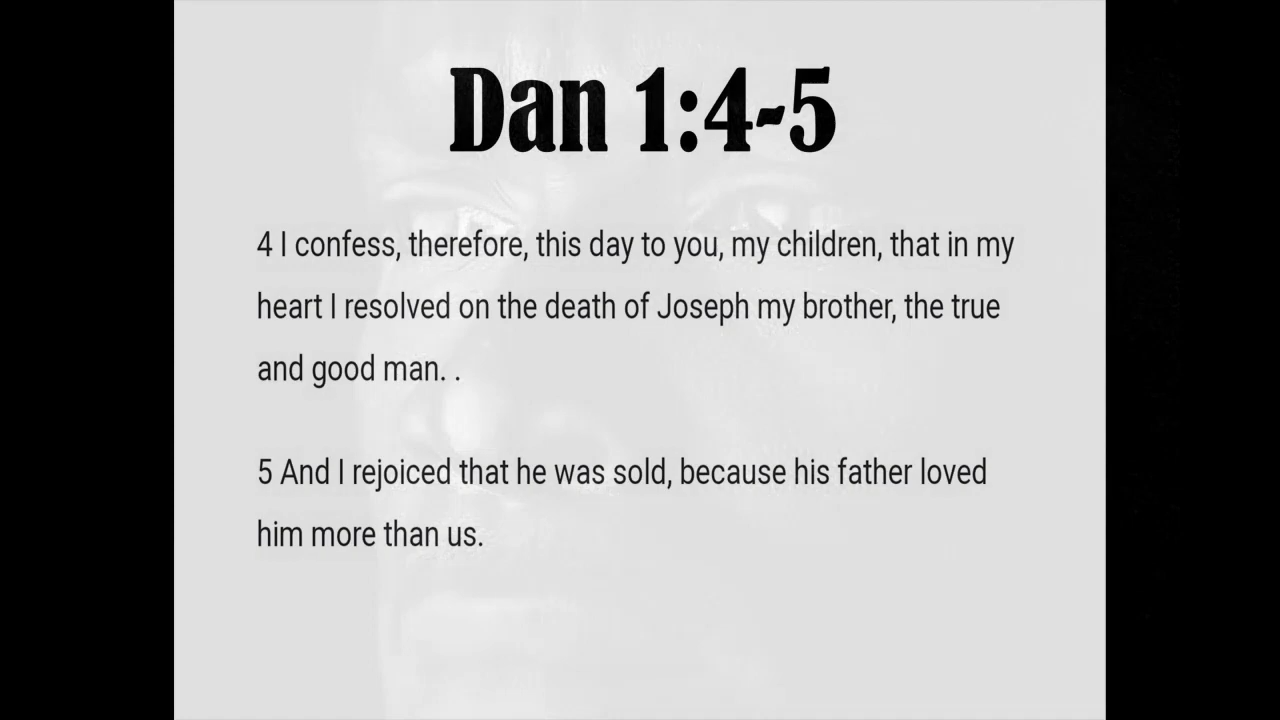 Dan 1:4-5
4 I confess, therefore, this day to you, my children, that in my
heart I resolved on the death of Joseph my brother, the true
and good man. .
5 And I rejoiced that he was sold, because his father loved
him more than us.